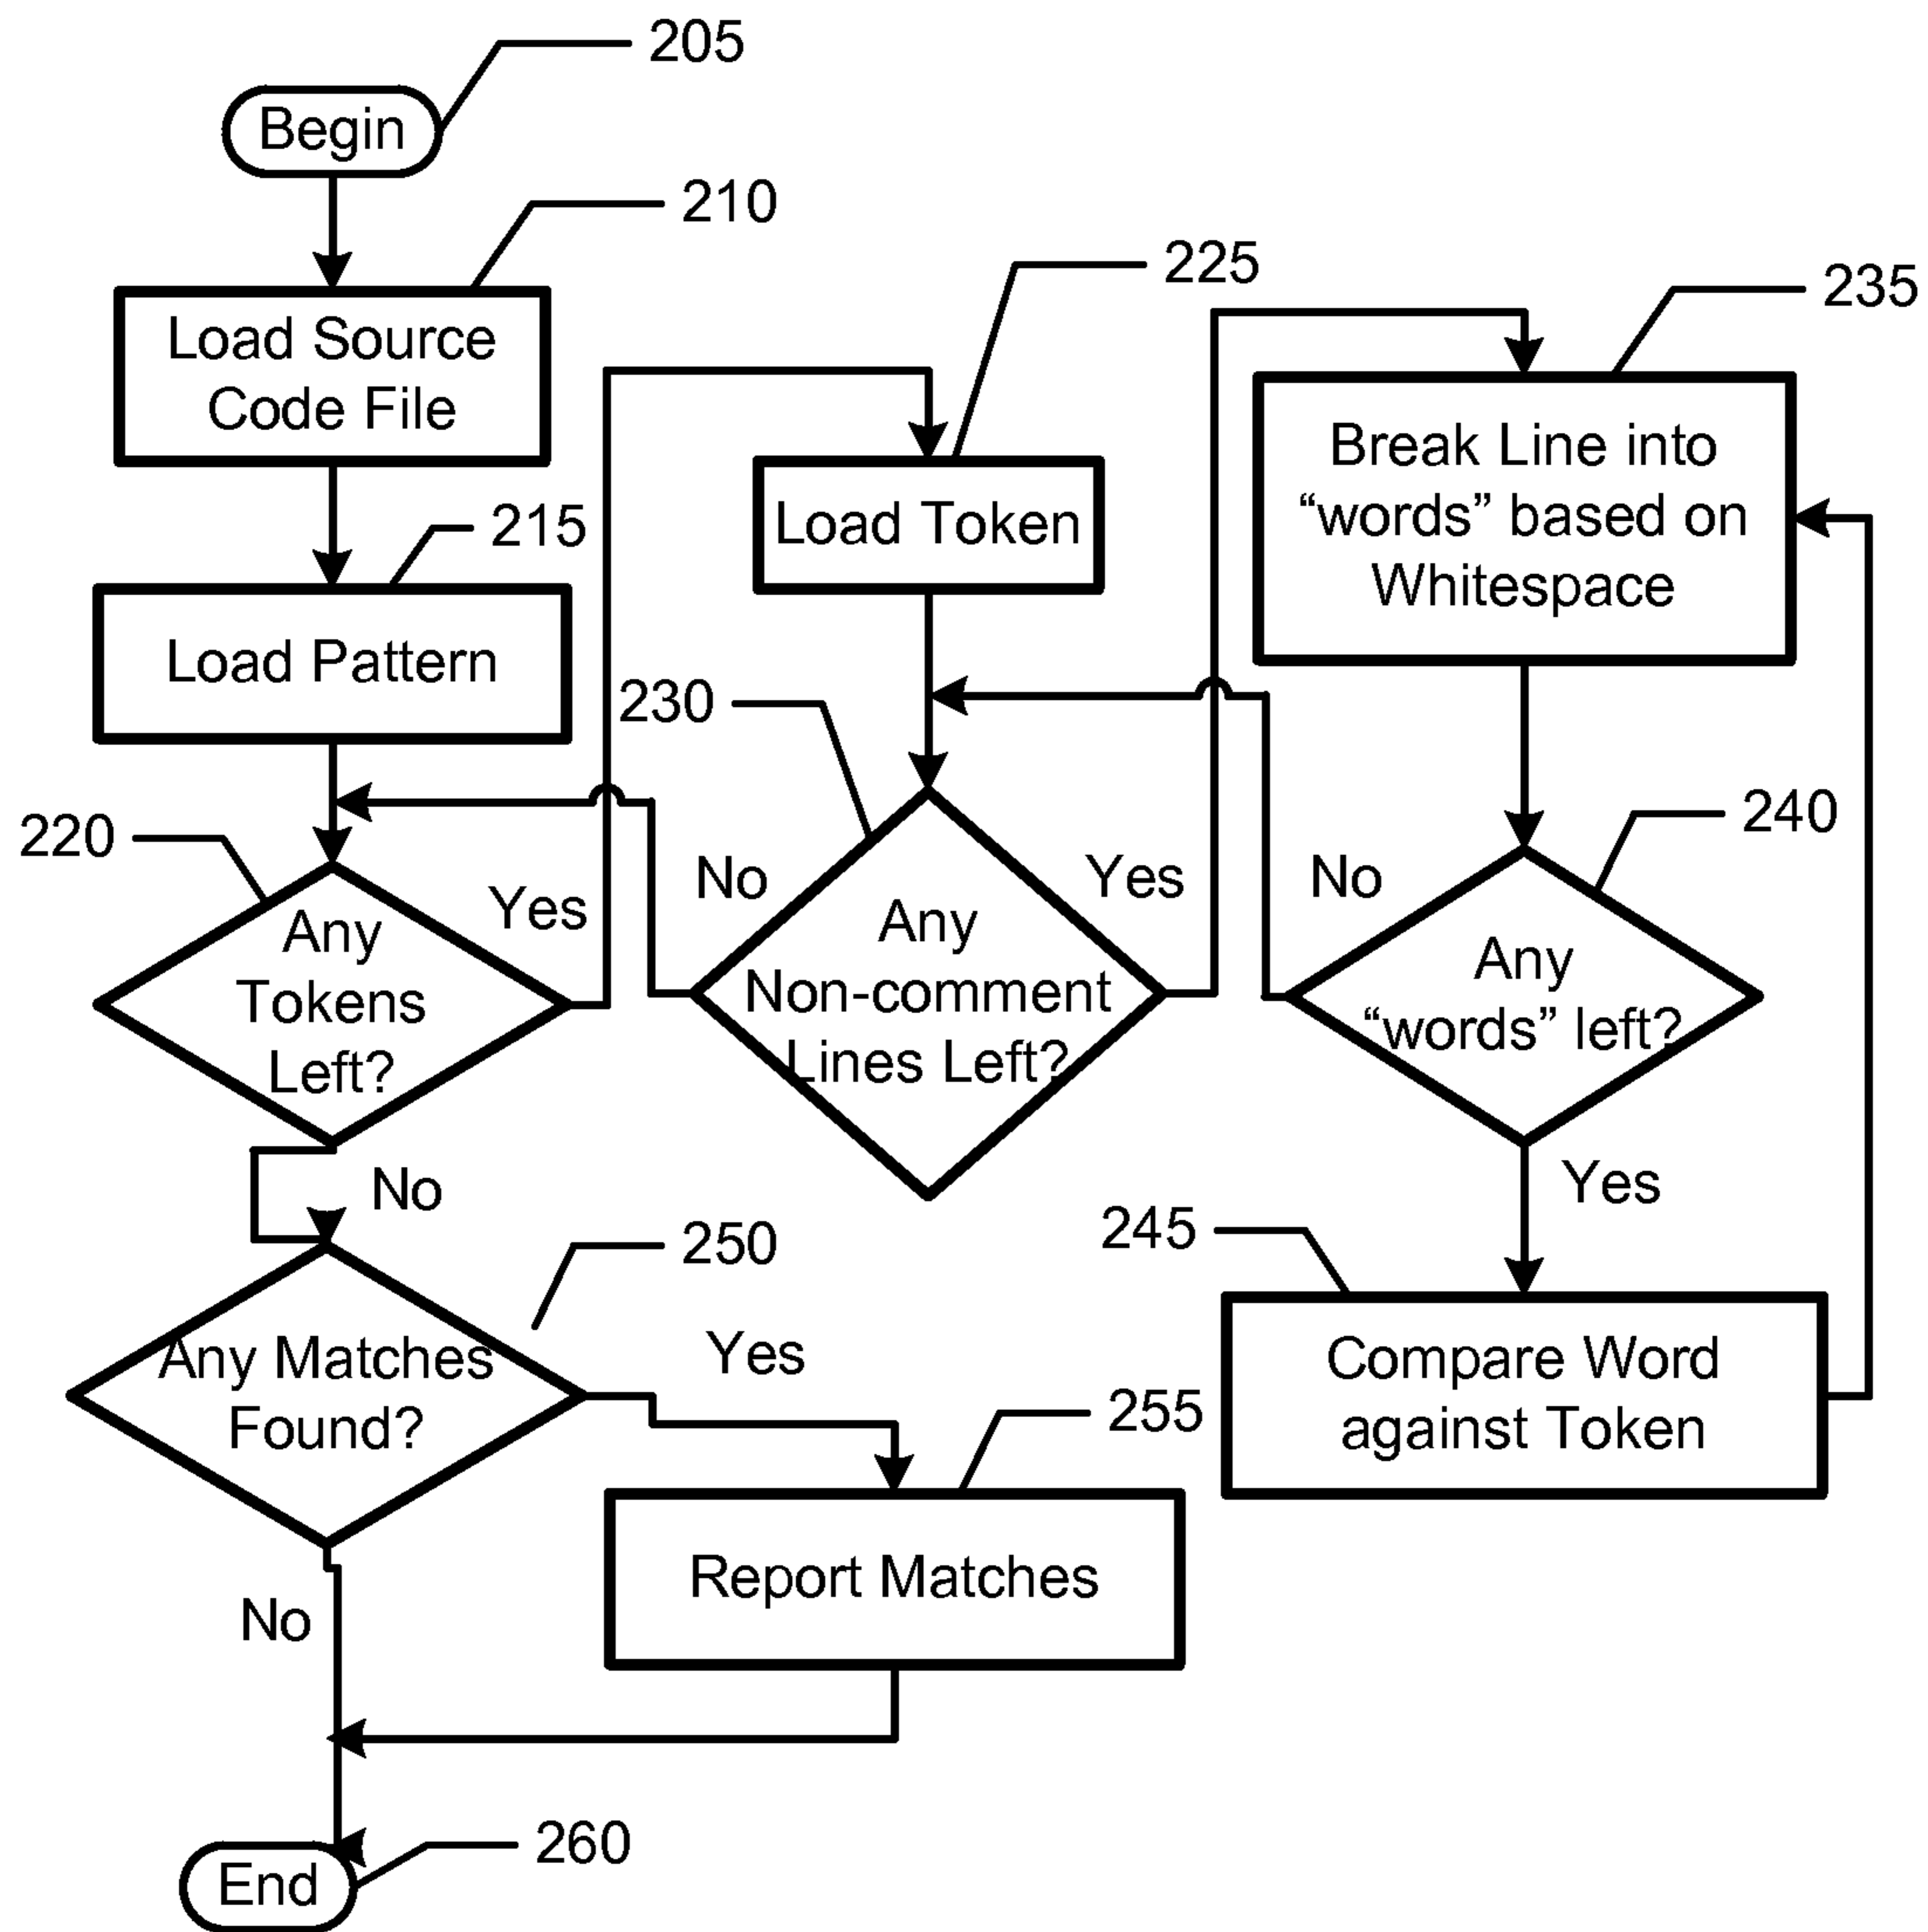 205
Begin
210
Load Source
Code File
215
Load Pattern
220
Any
Tokens
Left?
Yes
No
225
Load Token
230
Any
Non-comment
Lines Left?
No
Yes
235
Break Line into
“words” based on
Whitespace
240
Any
“words” left?
No
Yes
245
Compare Word
against Token
250
Any Matches
Found?
Yes
No
255
Report Matches
260
End